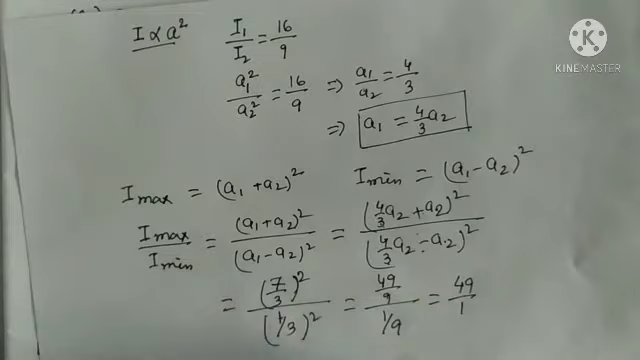 I ∝ a² I₁/I₂ = 16/9
KINEMASTER
a₁²/a₂² = 16/9 ⇒ a₁/a₂ = 4/3
⇒ a₁ = 4/3 a₂
Imax = (a₁ + a₂)² Imin = (a₁ - a₂)²
Imax/Imin = (a₁ + a₂)²/(a₁ - a₂)² = (4/3 a₂ + a₂)²/(4/3 a₂ - a₂)²
= (7/3)²/(1/3)² = 49/9 / 1/9 = 49/1